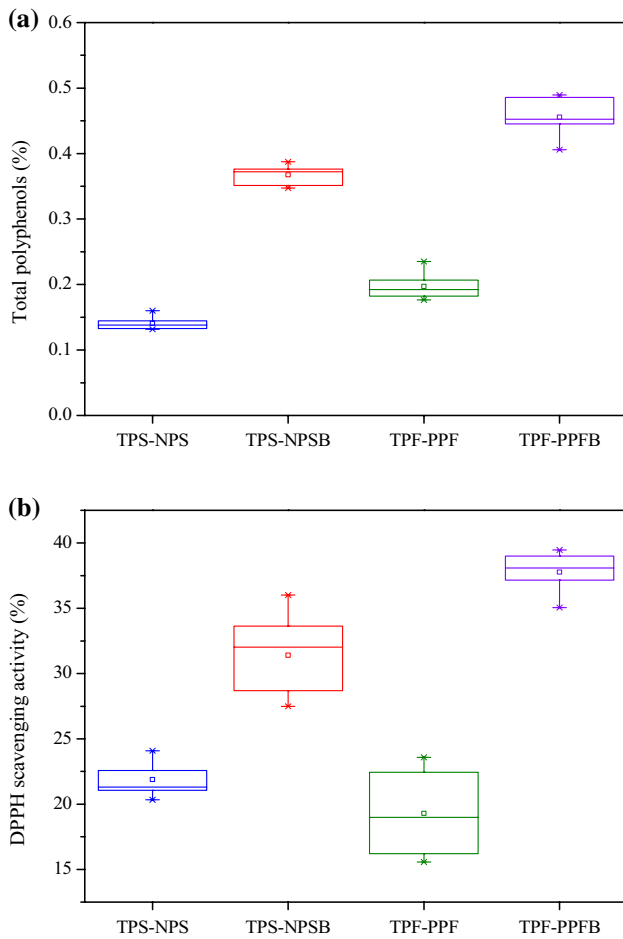 (a)
Total polyphenols (%)
0.6
0.5
0.4
0.3
0.2
0.1
0.0
TPS-NPS TPS-NPSB TPF-PPF TPF-PPFB
(b)
DPPH scavenging activity (%)
40
35
30
25
20
15
TPS-NPS TPS-NPSB TPF-PPF TPF-PPFB